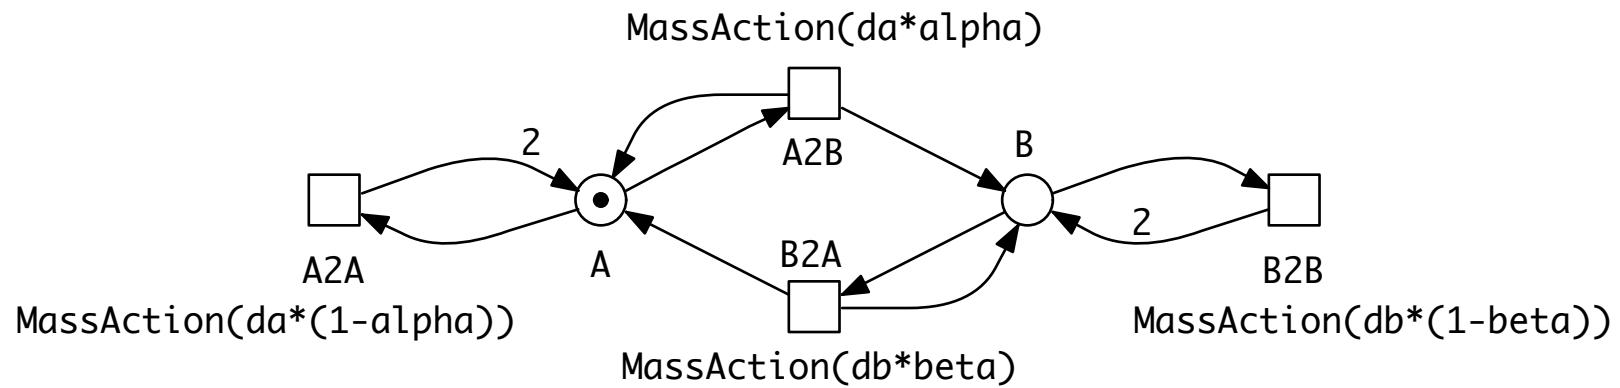 MassAction(da*alpha)
2
A2B
B
A2A
A
B2A
2
B2B
MassAction(da*(1-alpha))
MassAction(db*(1-beta))
MassAction(db*beta)